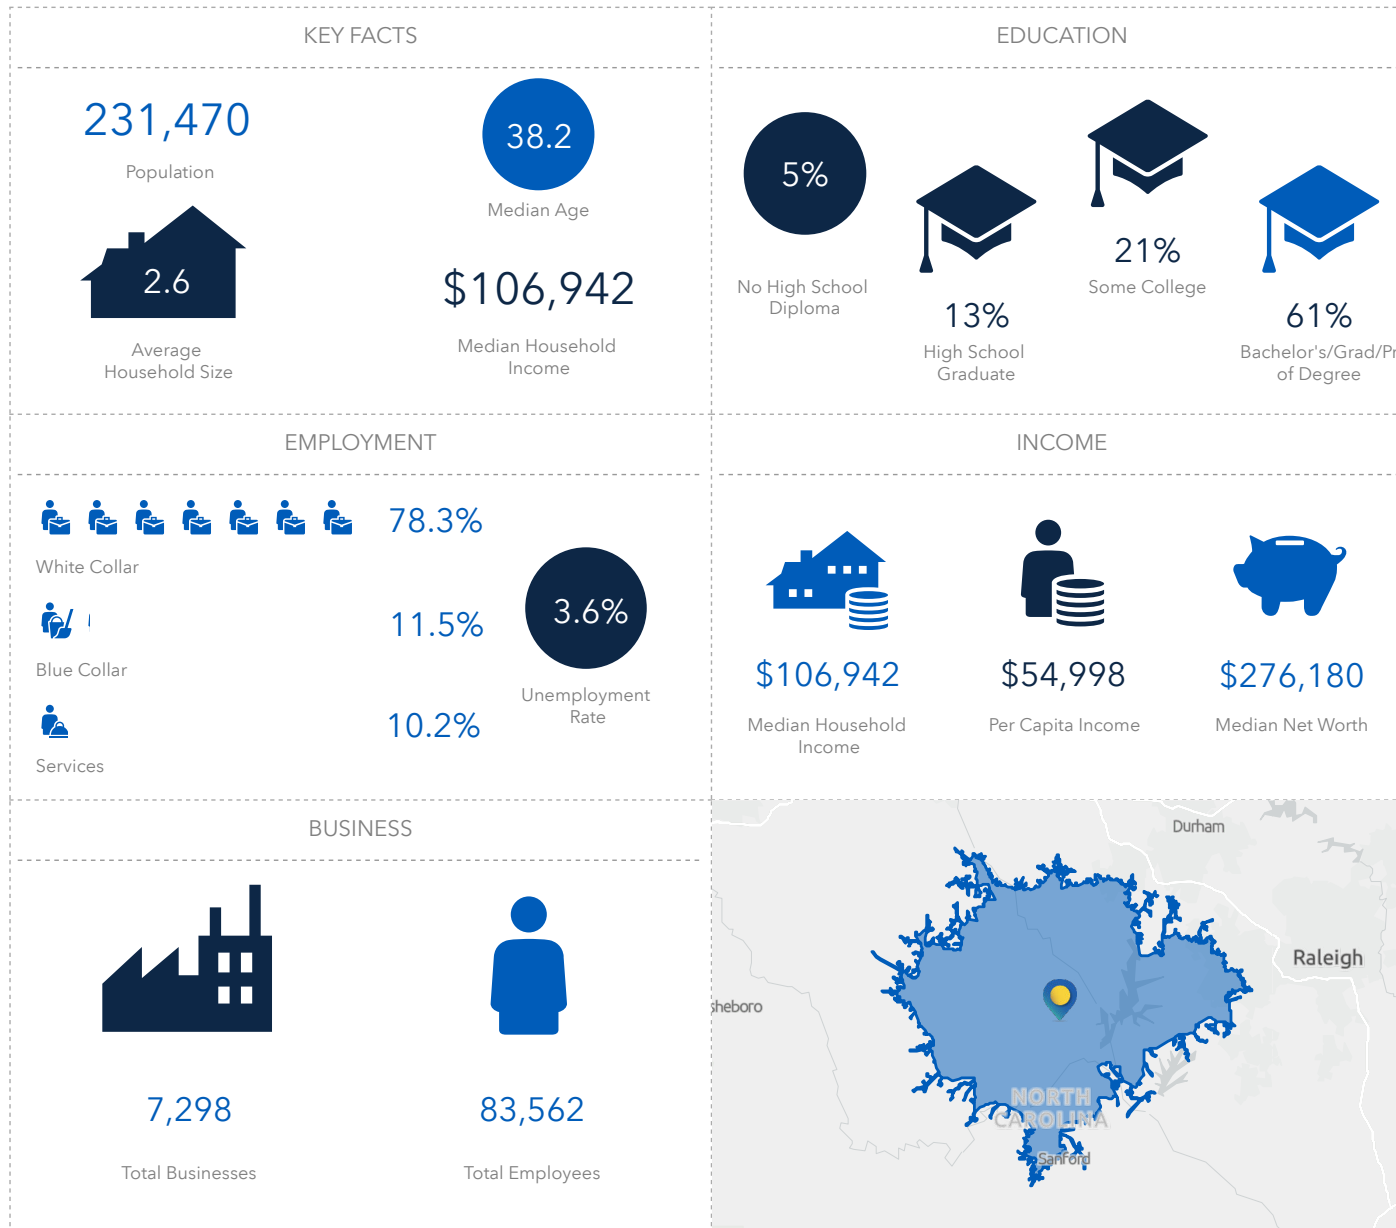 KEY FACTS
231,470
Population
38.2
Median Age
2.6
Average
Household Size
$106,942
Median Household
Income
EDUCATION
5%
No High School
Diploma
13%
High School
Graduate
21%
Some College
61%
Bachelor's/Grad/Pr
of Degree
EMPLOYMENT
78.3%
White Collar
11.5%
Blue Collar
10.2%
Services
3.6%
Unemployment
Rate
INCOME
$106,942
Median Household
Income
$54,998
Per Capita Income
$276,180
Median Net Worth
BUSINESS
7,298
Total Businesses
83,562
Total Employees
Durham
Raleigh
sheboro
NORTH
CAROLINA
Sanford